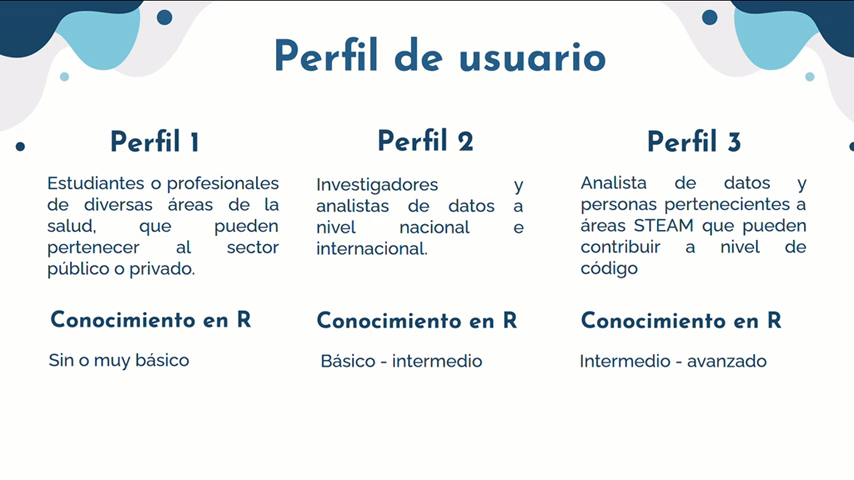 Perfil de usuario
Perfil 1
Estudiantes o profesionales
de diversas áreas de la
salud, que pueden
pertenecer al sector
público o privado.
Conocimiento en R
Sin o muy básico
Perfil 2
Investigadores y
analistas de datos a
nivel nacional e
internacional.
Conocimiento en R
Básico - intermedio
Perfil 3
Analista de datos y
personas pertenecientes a
áreas STEAM que pueden
contribuir a nivel de
código
Conocimiento en R
Intermedio - avanzado